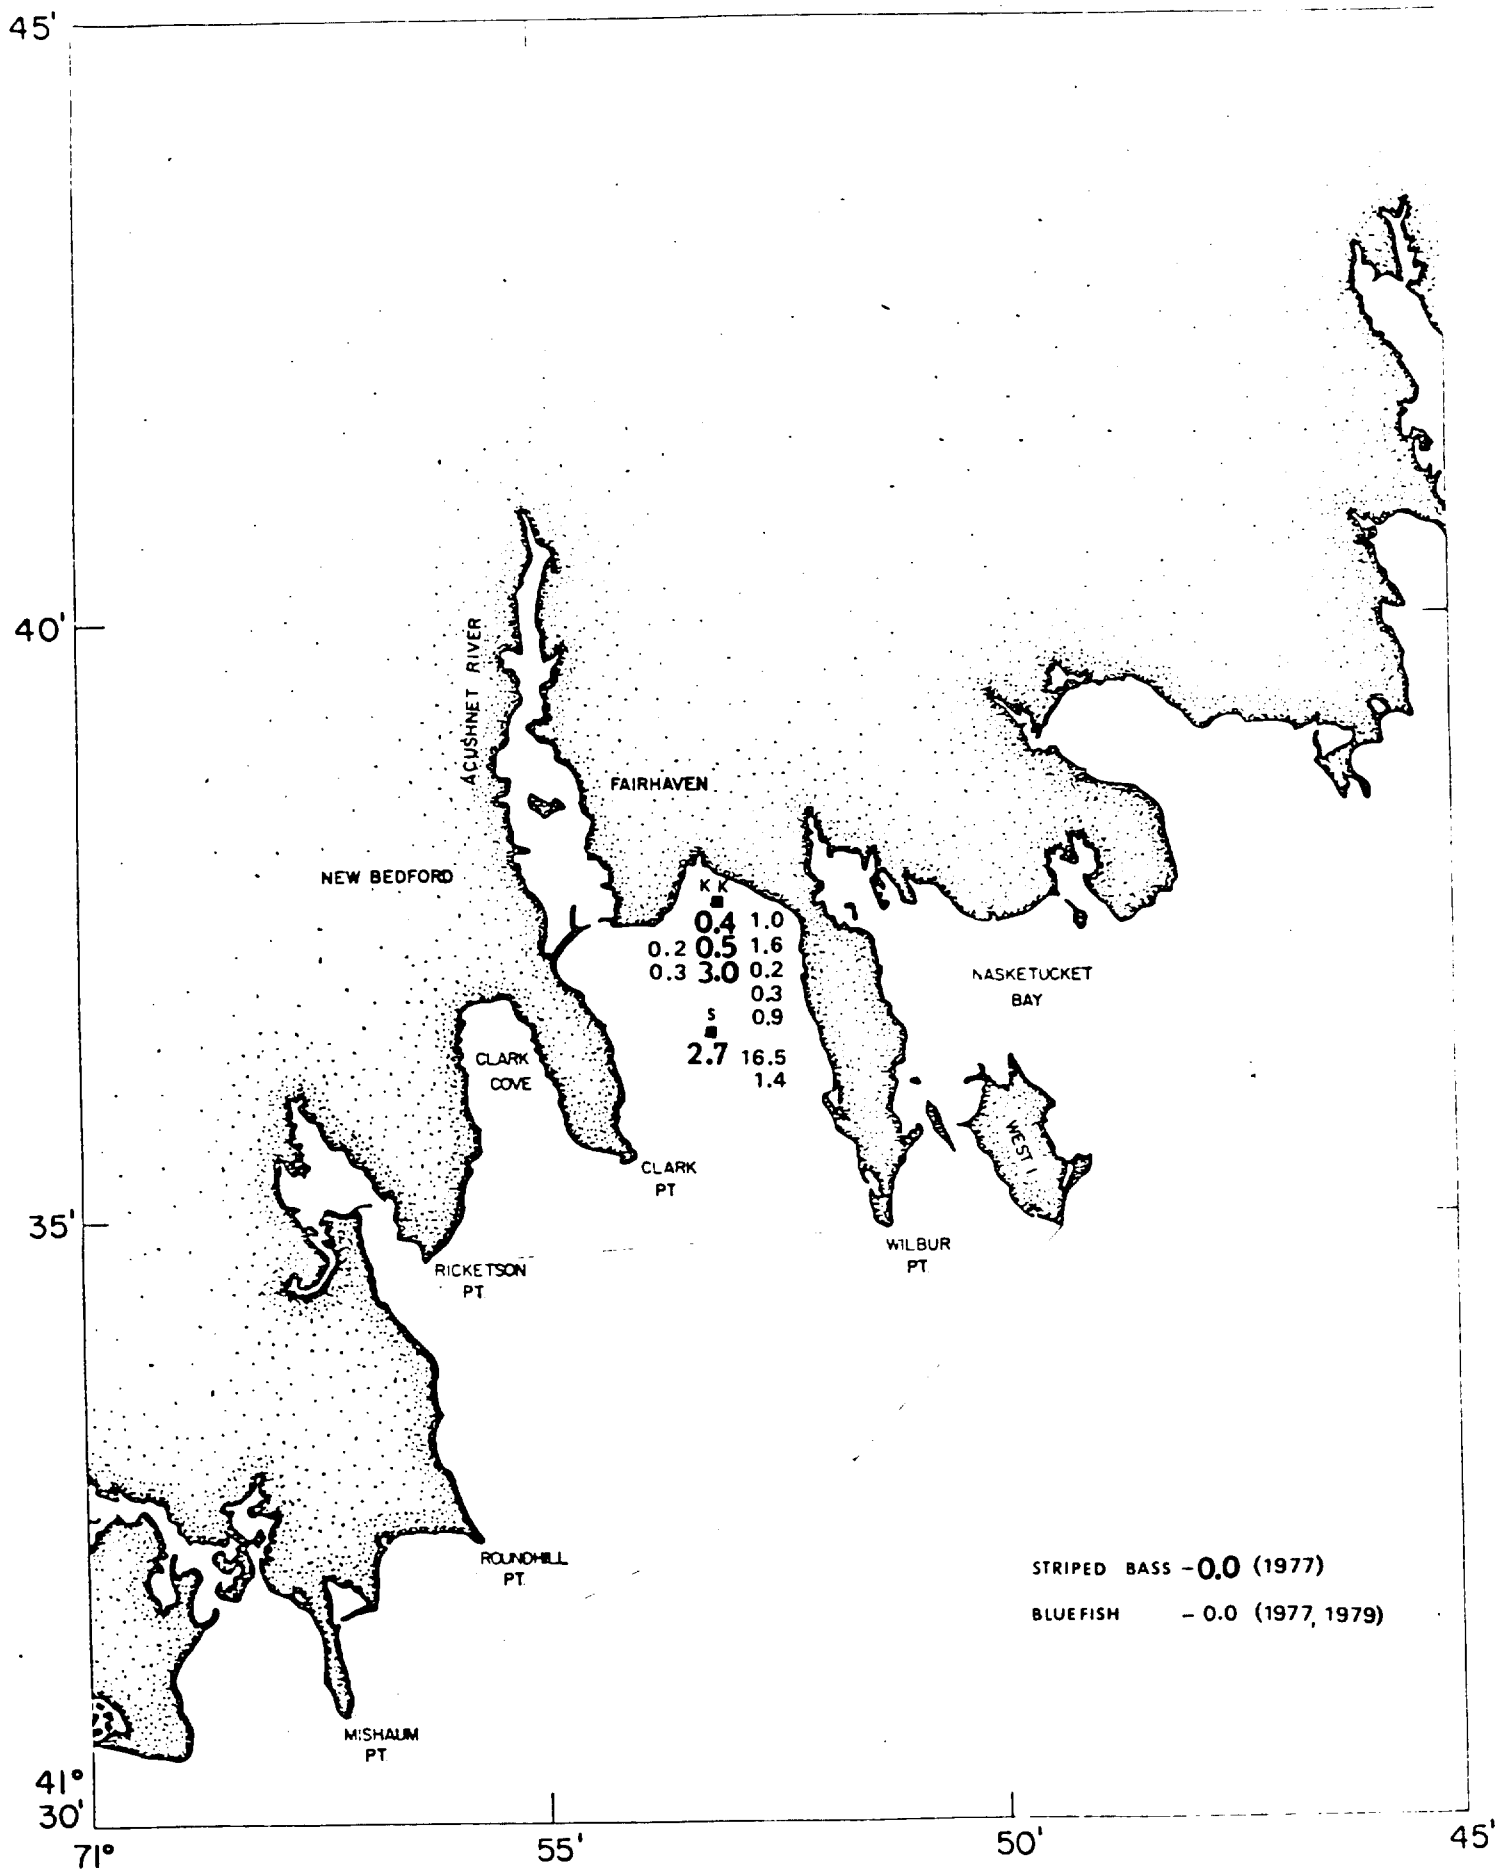 45'
40'
ACUSHNET RIVER
FAIRHAVEN
NEW BEDFORD
K K
0.4 1.0
0.2 0.5 1.6
0.3 3.0 0.2
0.3
0.9
S
2.7 16.5
1.4
NASKETUCKET
BAY
CLARK
COVE
CLARK
PT
WEST I
35'
WILBUR
PT.
RICKETSON
PT.
ROUNDHILL
PT.
STRIPED BASS - 0.0 (1977)
BLUEFISH - 0.0 (1977, 1979)
MISHAUM
PT.
41°
30'
71° 55' 50' 45'